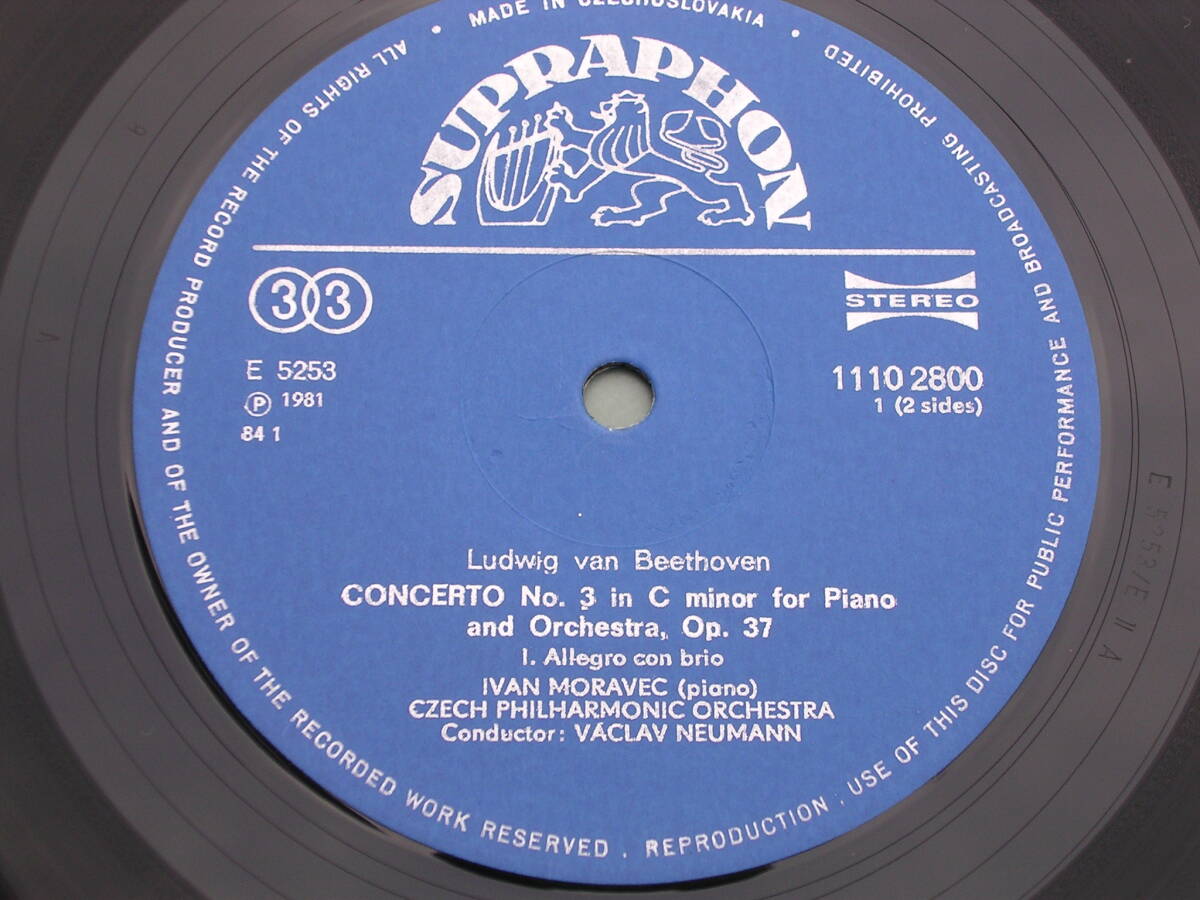 MADE IN CZECHOSLOVAKIA
SUPRAPHON
33
STEREO
E 5253
1110 2800
Ⓟ 1981
1 (2 sides)
84 1
Ludwig van Beethoven
CONCERTO No. 3 in C minor for Piano
and Orchestra, Op. 37
I. Allegro con brio
IVAN MORAVEC (piano)
CZECH PHILHARMONIC ORCHESTRA
Conductor: VÁCLAV NEUMANN
ALL RIGHTS OF THE RECORD PRODUCER AND OF THE OWNER OF THE RECORDED WORK RESERVED . REPRODUCTION . USE OF THIS DISC FOR PUBLIC PERFORMANCE AND BROADCASTING PROHIBITED
E 5253/E II A